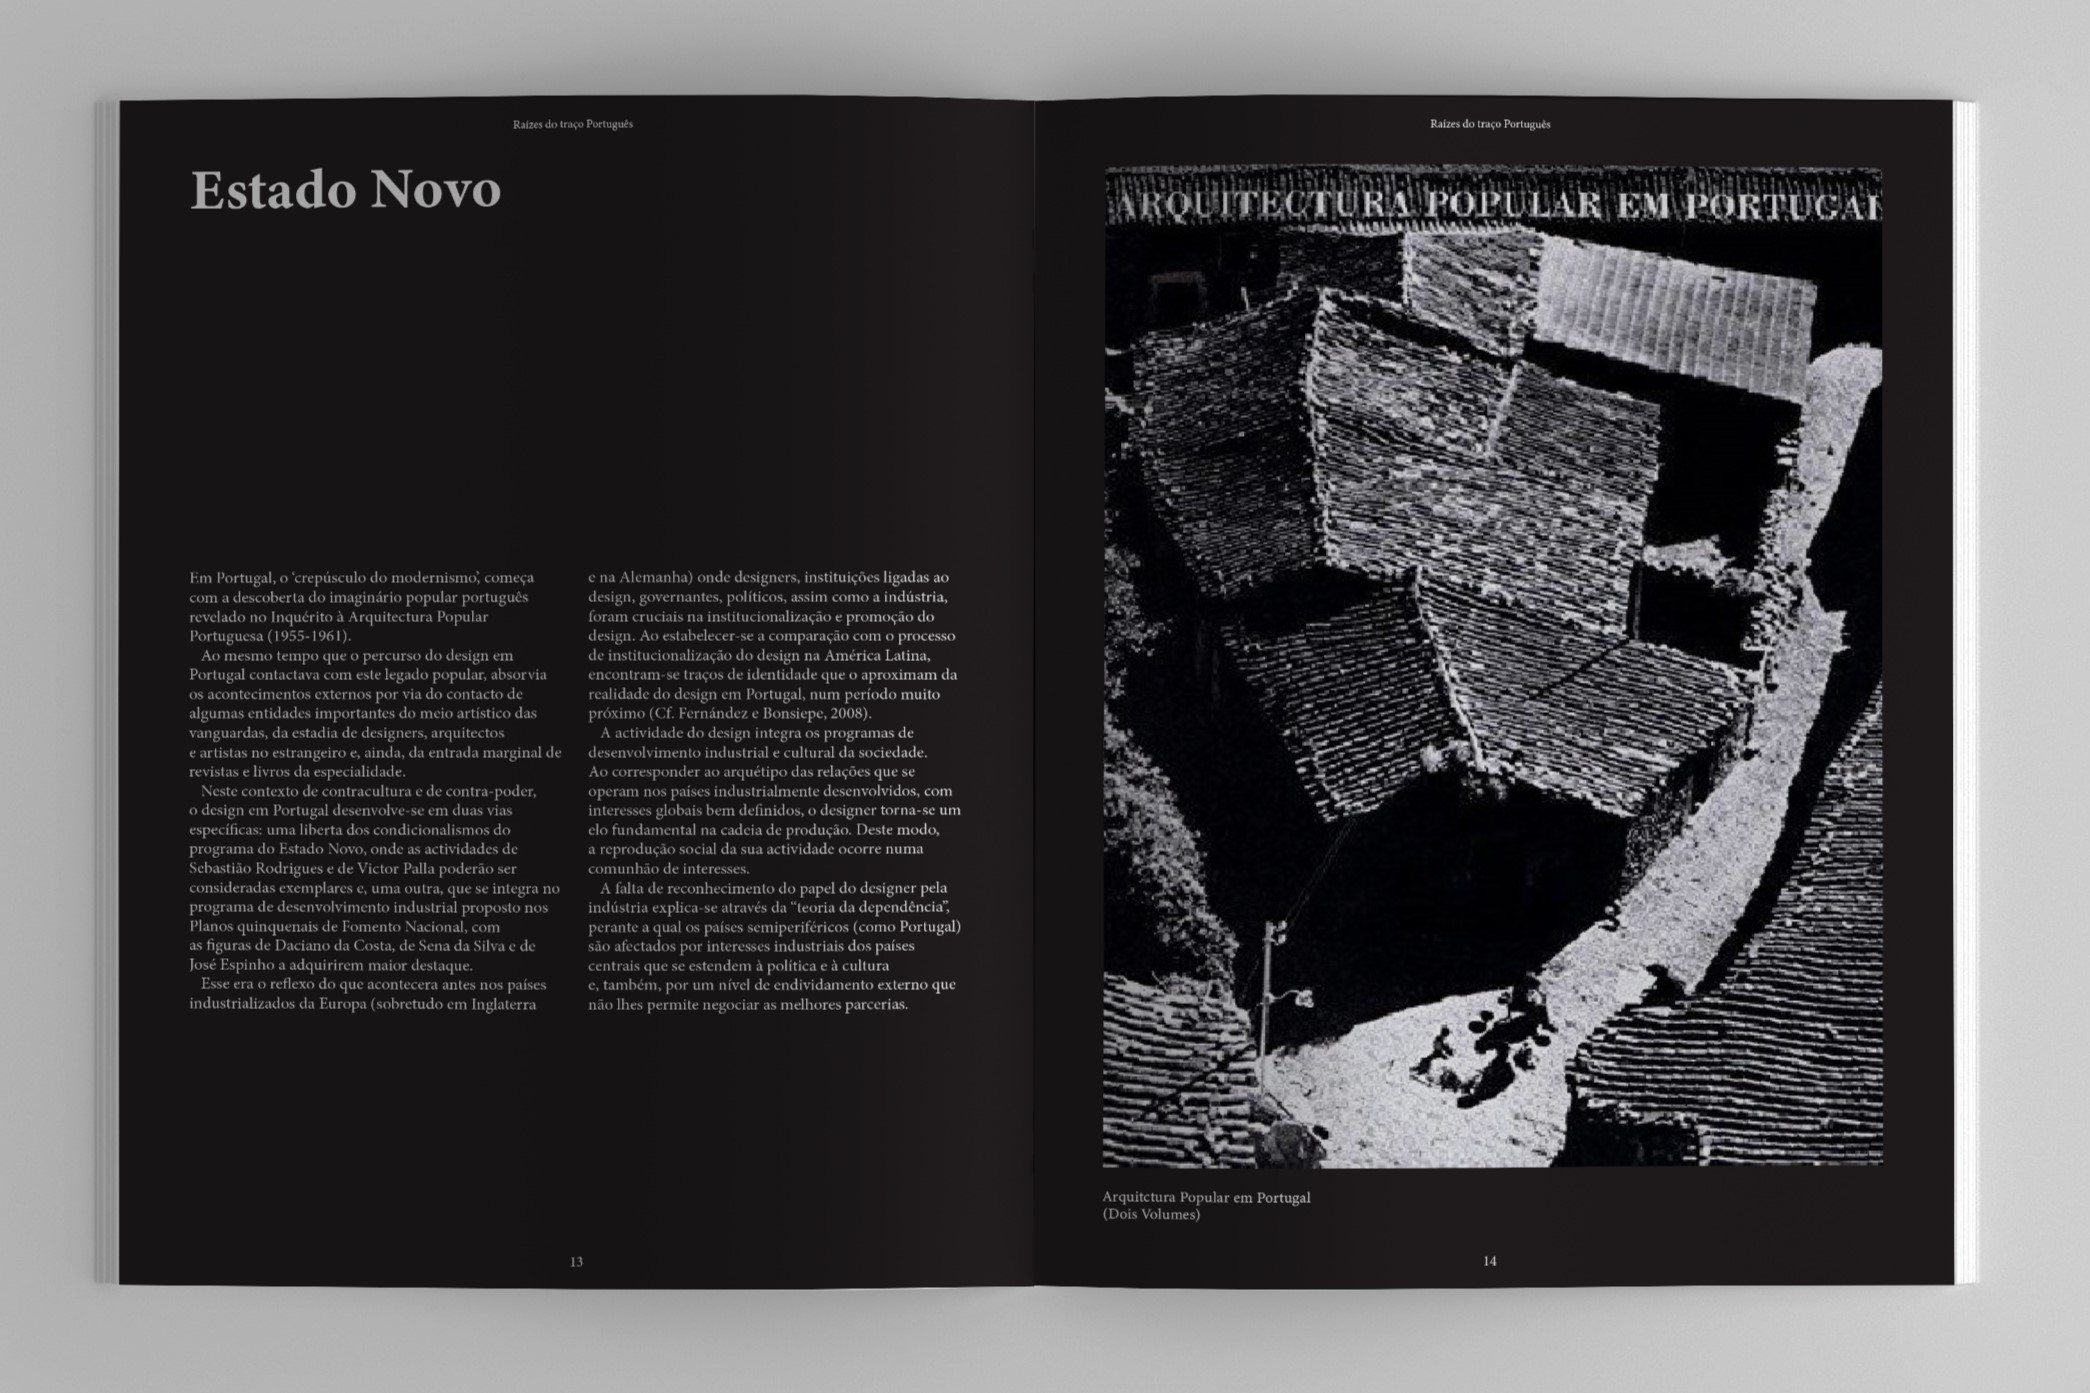 Raízes do traço Português
Estado Novo
Em Portugal, o ‘crepúsculo do modernismo’, começa
com a descoberta do imaginário popular português
revelado no Inquérito à Arquitectura Popular
Portuguesa (1955-1961).
Ao mesmo tempo que o percurso do design em
Portugal contactava com este legado popular, absorvia
os acontecimentos externos por via do contacto de
algumas entidades importantes do meio artístico das
vanguardas, da estadia de designers, arquitectos
e artistas no estrangeiro e, ainda, da entrada marginal de
revistas e livros da especialidade.
Neste contexto de contracultura e de contra-poder,
o design em Portugal desenvolve-se em duas vias
específicas: uma liberta dos condicionalismos do
programa do Estado Novo, onde as actividades de
Sebastião Rodrigues e de Victor Palla poderão ser
consideradas exemplares e, uma outra, que se integra no
programa de desenvolvimento industrial proposto nos
Planos quinquenais de Fomento Nacional, com
as figuras de Daciano da Costa, de Sena da Silva e de
José Espinho a adquirirem maior destaque.
Esse era o reflexo do que acontecera antes nos países
industrializados da Europa (sobretudo em Inglaterra
e na Alemanha) onde designers, instituições ligadas ao
design, governantes, políticos, assim como a indústria,
foram cruciais na institucionalização e promoção do
design. Ao estabelecer-se a comparação com o processo
de institucionalização do design na América Latina,
encontram-se traços de identidade que o aproximam da
realidade do design em Portugal, num período muito
próximo (Cf. Fernández e Bonsiepe, 2008).
A actividade do design integra os programas de
desenvolvimento industrial e cultural da sociedade.
Ao corresponder ao arquétipo das relações que se
operam nos países industrialmente desenvolvidos, com
interesses globais bem definidos, o designer torna-se um
elo fundamental na cadeia de produção. Deste modo,
a reprodução social da sua actividade ocorre numa
comunhão de interesses.
A falta de reconhecimento do papel do designer pela
indústria explica-se através da “teoria da dependência”,
perante a qual os países semiperiféricos (como Portugal)
são afectados por interesses industriais dos países
centrais que se estendem à política e à cultura
e, também, por um nível de endividamento externo que
não lhes permite negociar as melhores parcerias.
13
Raízes do traço Português
ARQUITECTURA POPULAR EM PORTUGAL
Arquitctura Popular em Portugal
(Dois Volumes)
14